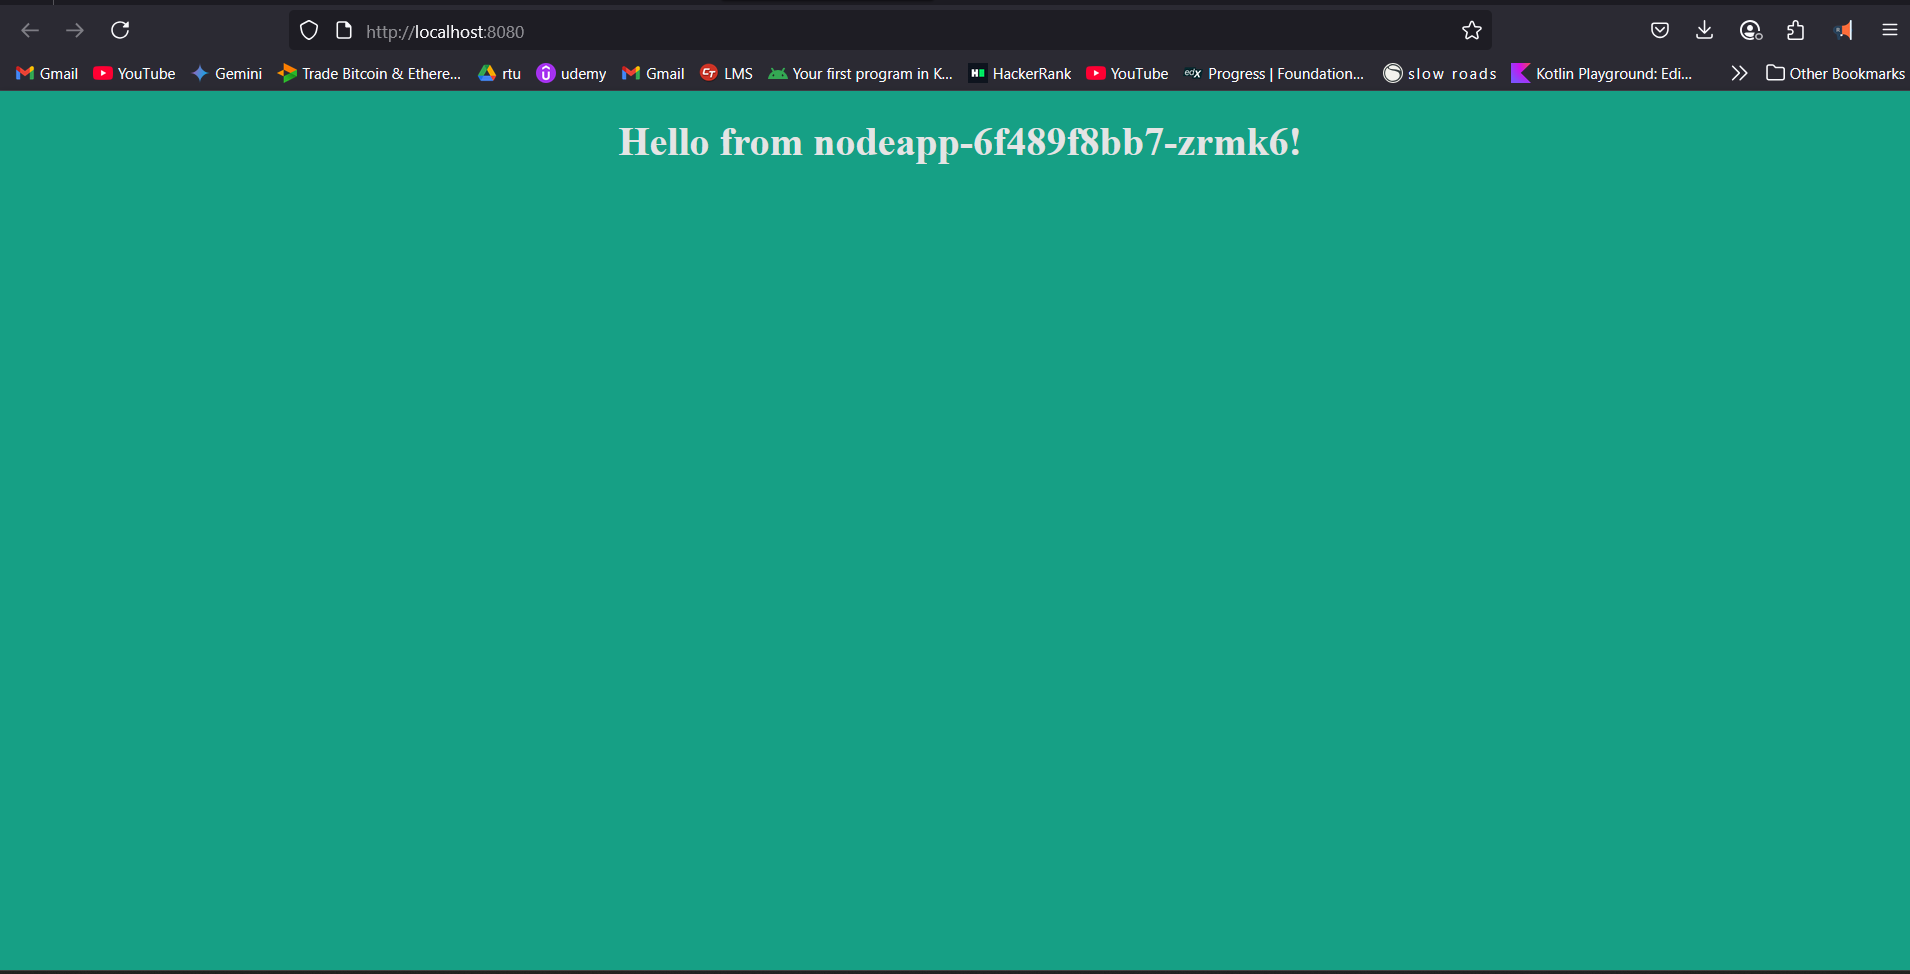 http://localhost:8080
Gmail YouTube Gemini Trade Bitcoin & Ethere... rtu udemy Gmail LMS Your first program in K... HackerRank YouTube Progress | Foundation... slow roads Kotlin Playground: Edi... Other Bookmarks
Hello from nodeapp-6f489f8bb7-zrmk6!